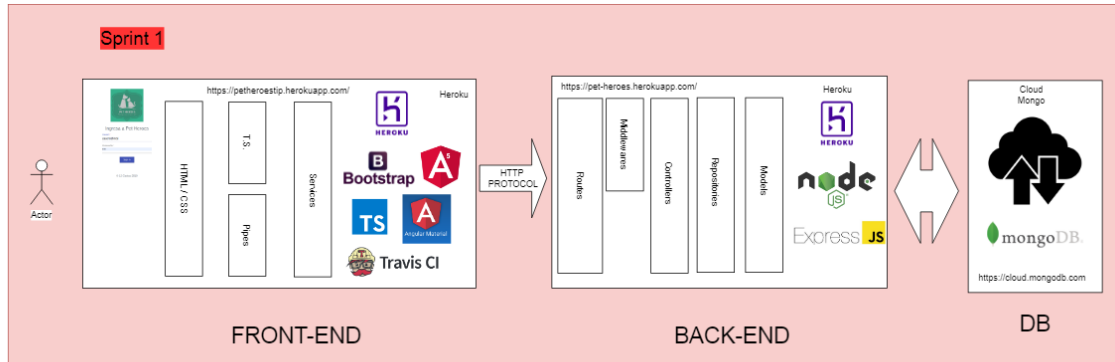 Sprint 1
Actor
https://petheroestip.herokuapp.com/
Heroku
Ingresa a Pet Heroes
HTML / CSS
T.S.
Pipes
Services
HEROKU
B
Bootstrap
A
5
TS
A
Angular Material
Travis CI
HTTP
PROTOCOL
https://pet-heroes.herokuapp.com/
Heroku
Routes
Middlewares
Controllers
Repositories
Models
HEROKU
node
JS
Express
JS
Cloud
Mongo
mongoDB.
https://cloud.mongodb.com
FRONT-END
BACK-END
DB